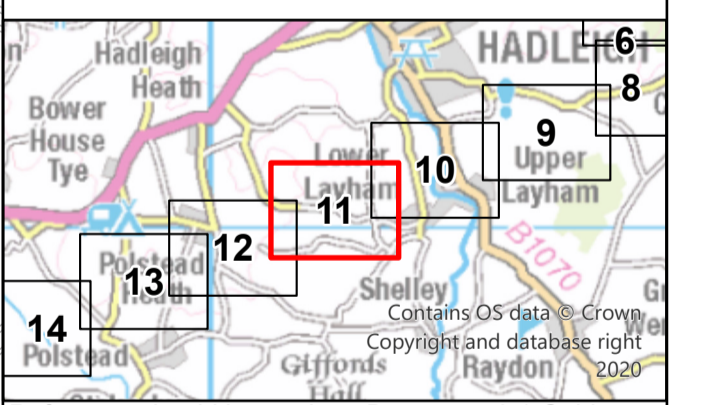 HADLEIGH
6
Hadleigh
Heath
8
Bower
House
Tye
9
Lower
Layham
10
Upper
Layham
11
12
B1070
Polstead
Heath
13
Shelley
Contains OS data © Crown
Copyright and database right
2020
14
Polstead
Giffords
Hall
Raydon